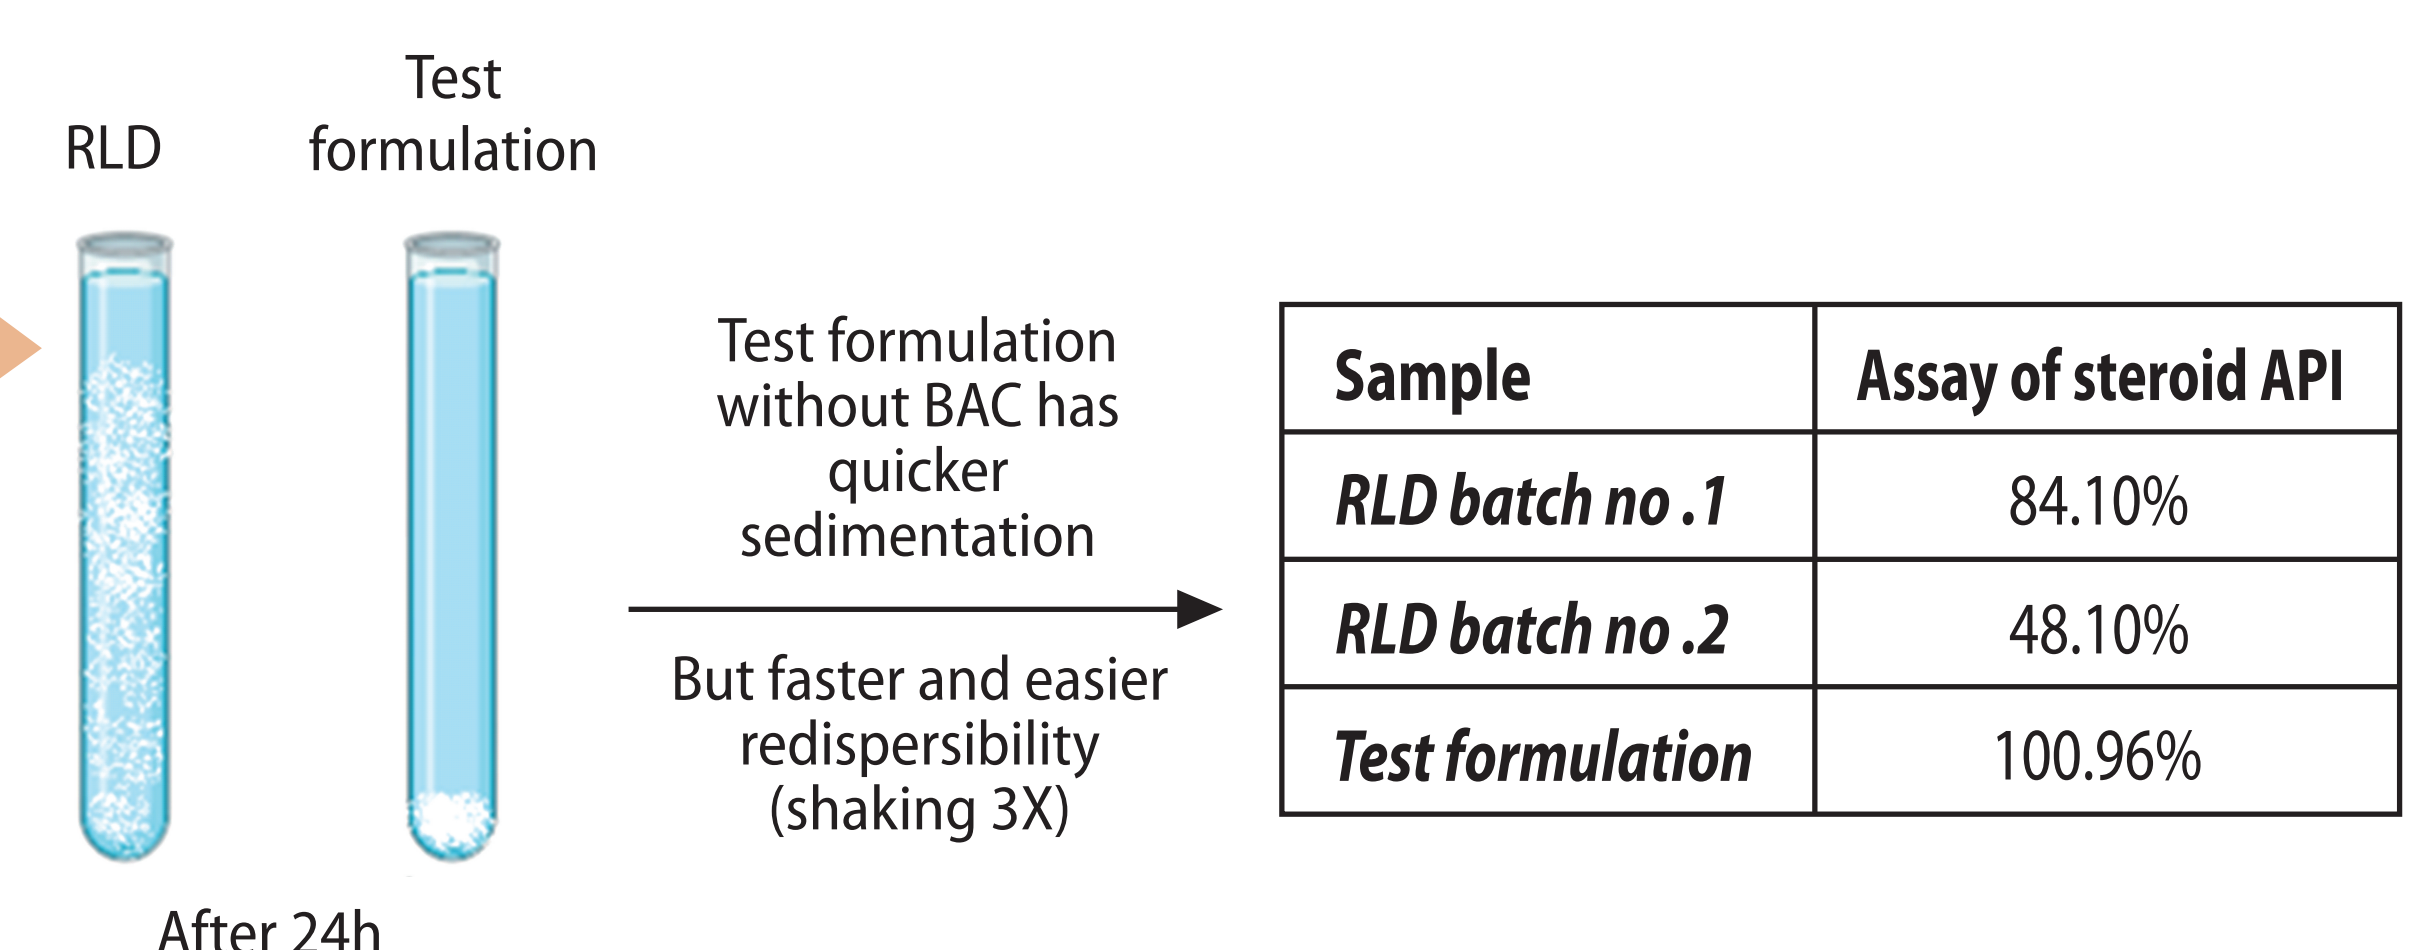 RLD
Test
formulation
After 24h
Test formulation
without BAC has
quicker
sedimentation
But faster and easier
redispersibility
(shaking 3X)
Sample Assay of steroid API
RLD batch no .1 84.10%
RLD batch no .2 48.10%
Test formulation 100.96%